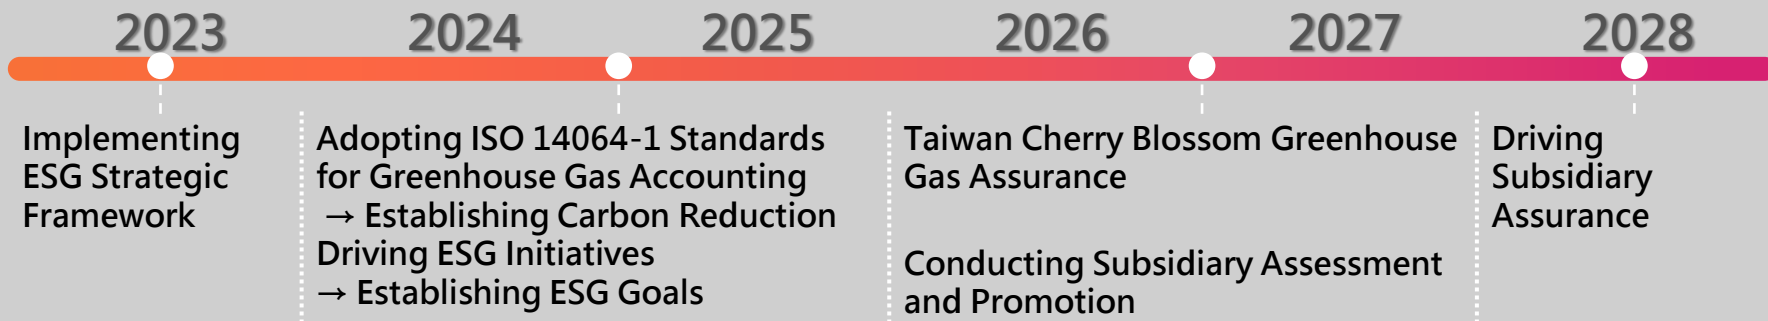 2023 2024 2025 2026 2027 2028
Implementing
ESG Strategic
Framework
Adopting ISO 14064-1 Standards
for Greenhouse Gas Accounting
→ Establishing Carbon Reduction
Driving ESG Initiatives
→ Establishing ESG Goals
Taiwan Cherry Blossom Greenhouse
Gas Assurance
Conducting Subsidiary Assessment
and Promotion
Driving
Subsidiary
Assurance